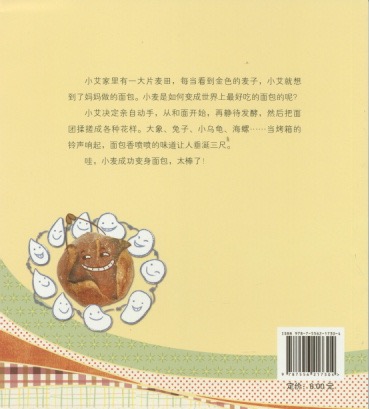 小艾家里有一大片麦田，每当看到金色的麦子，小艾就想
到了妈妈做的面包。小麦是如何变成世界上最好吃的面包的呢？
小艾决定亲自动手，从和面开始，再静待发酵，然后把面
团揉搓成各种花样。大象、兔子、小乌龟、海螺……当烤箱的
铃声响起，面包香喷喷的味道让人垂涎三尺。
哇，小麦成功变身面包，太棒了！
定价：8.00元